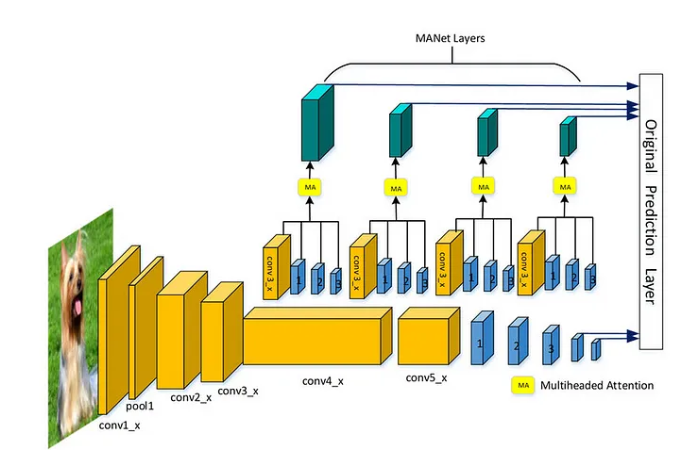 MANet Layers
MA
MA
MA
MA
Original Prediction Layer
conv 3_x
1
2
3
conv 3_x
1
2
3
conv 3_x
1
2
3
conv 3_x
1
2
3
conv1_x
pool1
conv2_x
conv3_x
conv4_x
conv5_x
1
2
3
MA Multiheaded Attention